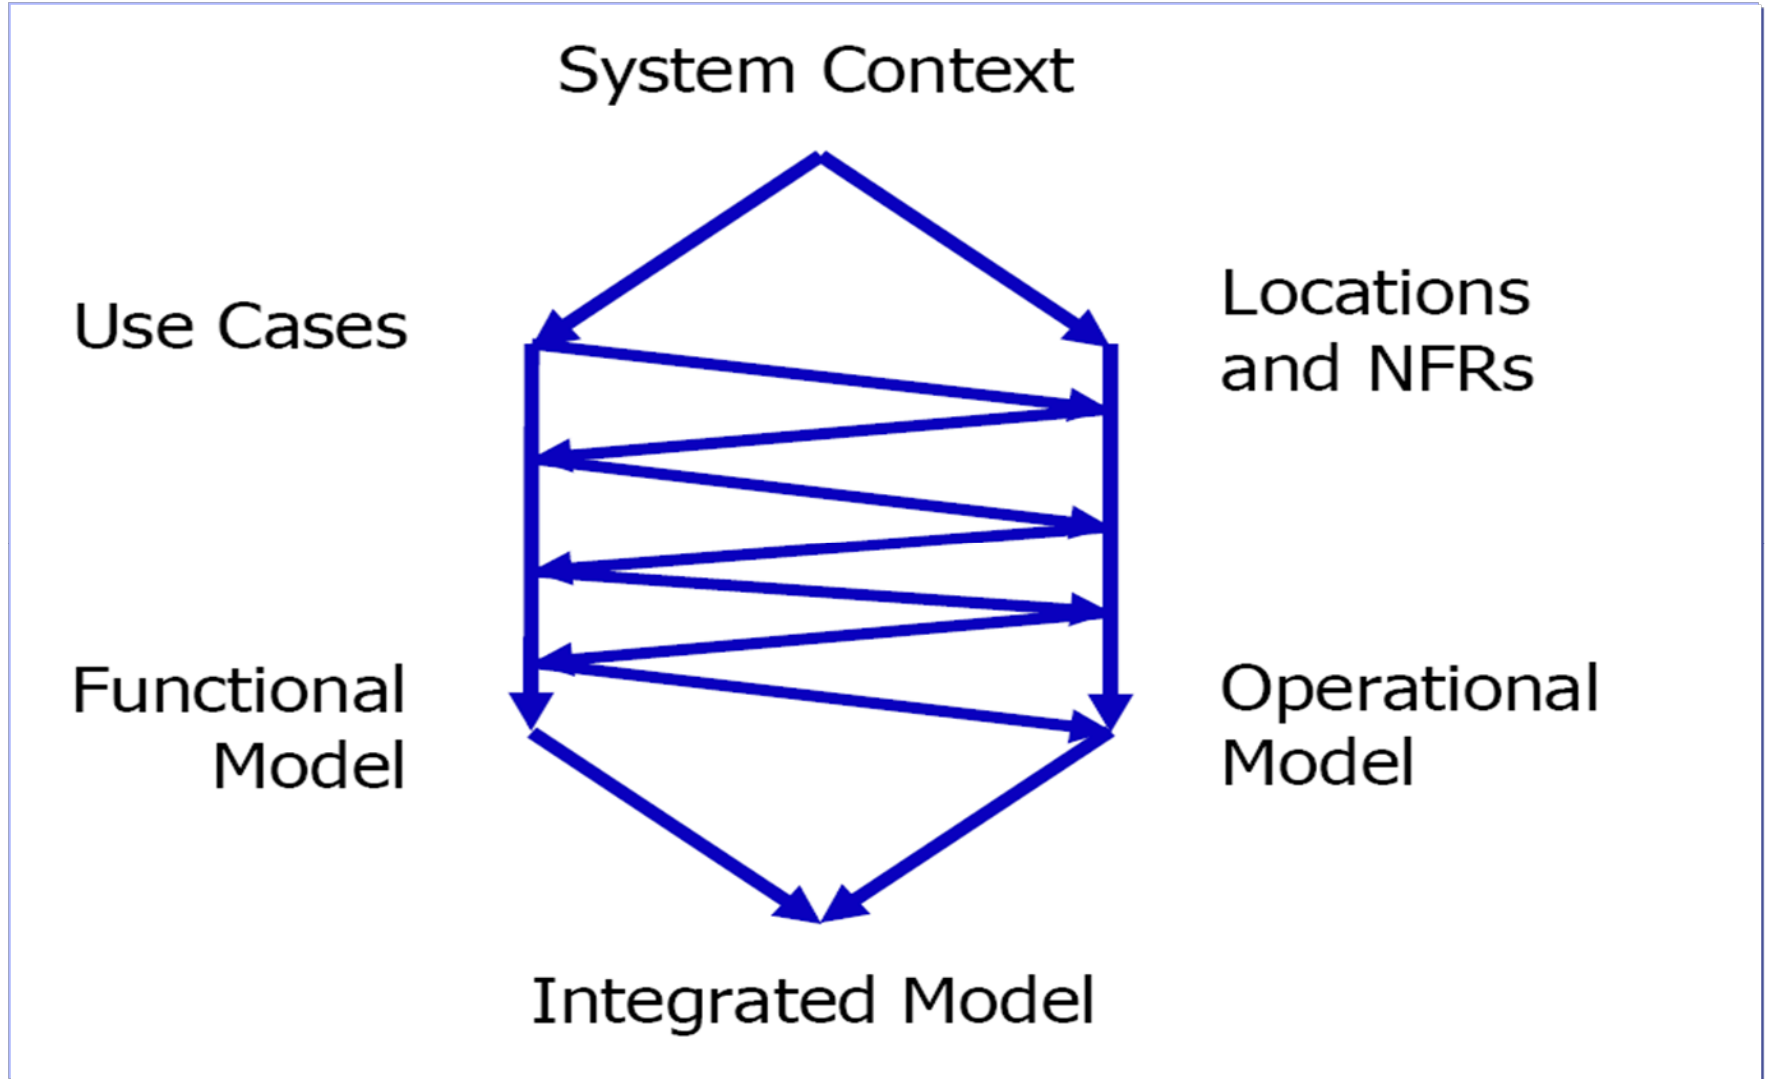 System Context
Use Cases
Locations
and NFRs
Functional
Model
Operational
Model
Integrated Model